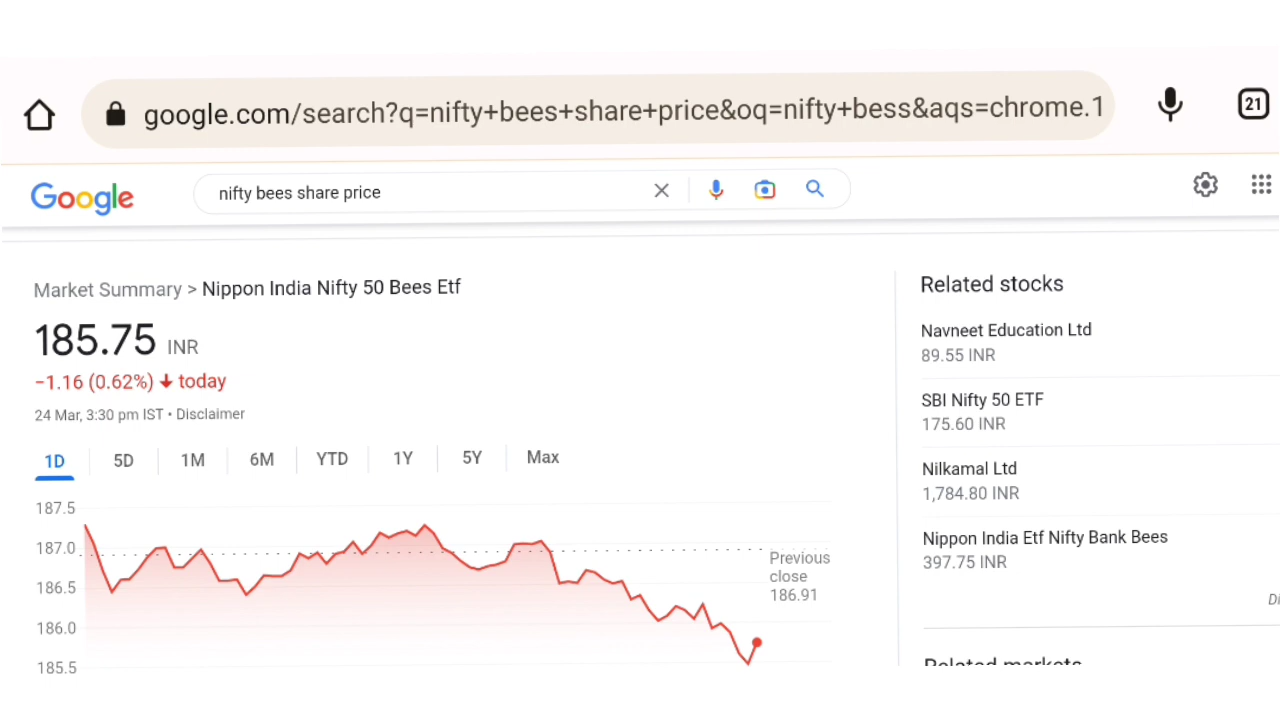 google.com/search?q=nifty+bees+share+price&oq=nifty+bess&aqs=chrome.1
21
Google
nifty bees share price
Market Summary > Nippon India Nifty 50 Bees Etf
185.75 INR
−1.16 (0.62%) ↓ today
24 Mar, 3:30 pm IST • Disclaimer
1D 5D 1M 6M YTD 1Y 5Y Max
187.5
187.0
186.5
186.0
185.5
Previous
close
186.91
Related stocks
Navneet Education Ltd
89.55 INR
SBI Nifty 50 ETF
175.60 INR
Nilkamal Ltd
1,784.80 INR
Nippon India Etf Nifty Bank Bees
397.75 INR
Di
Related markets